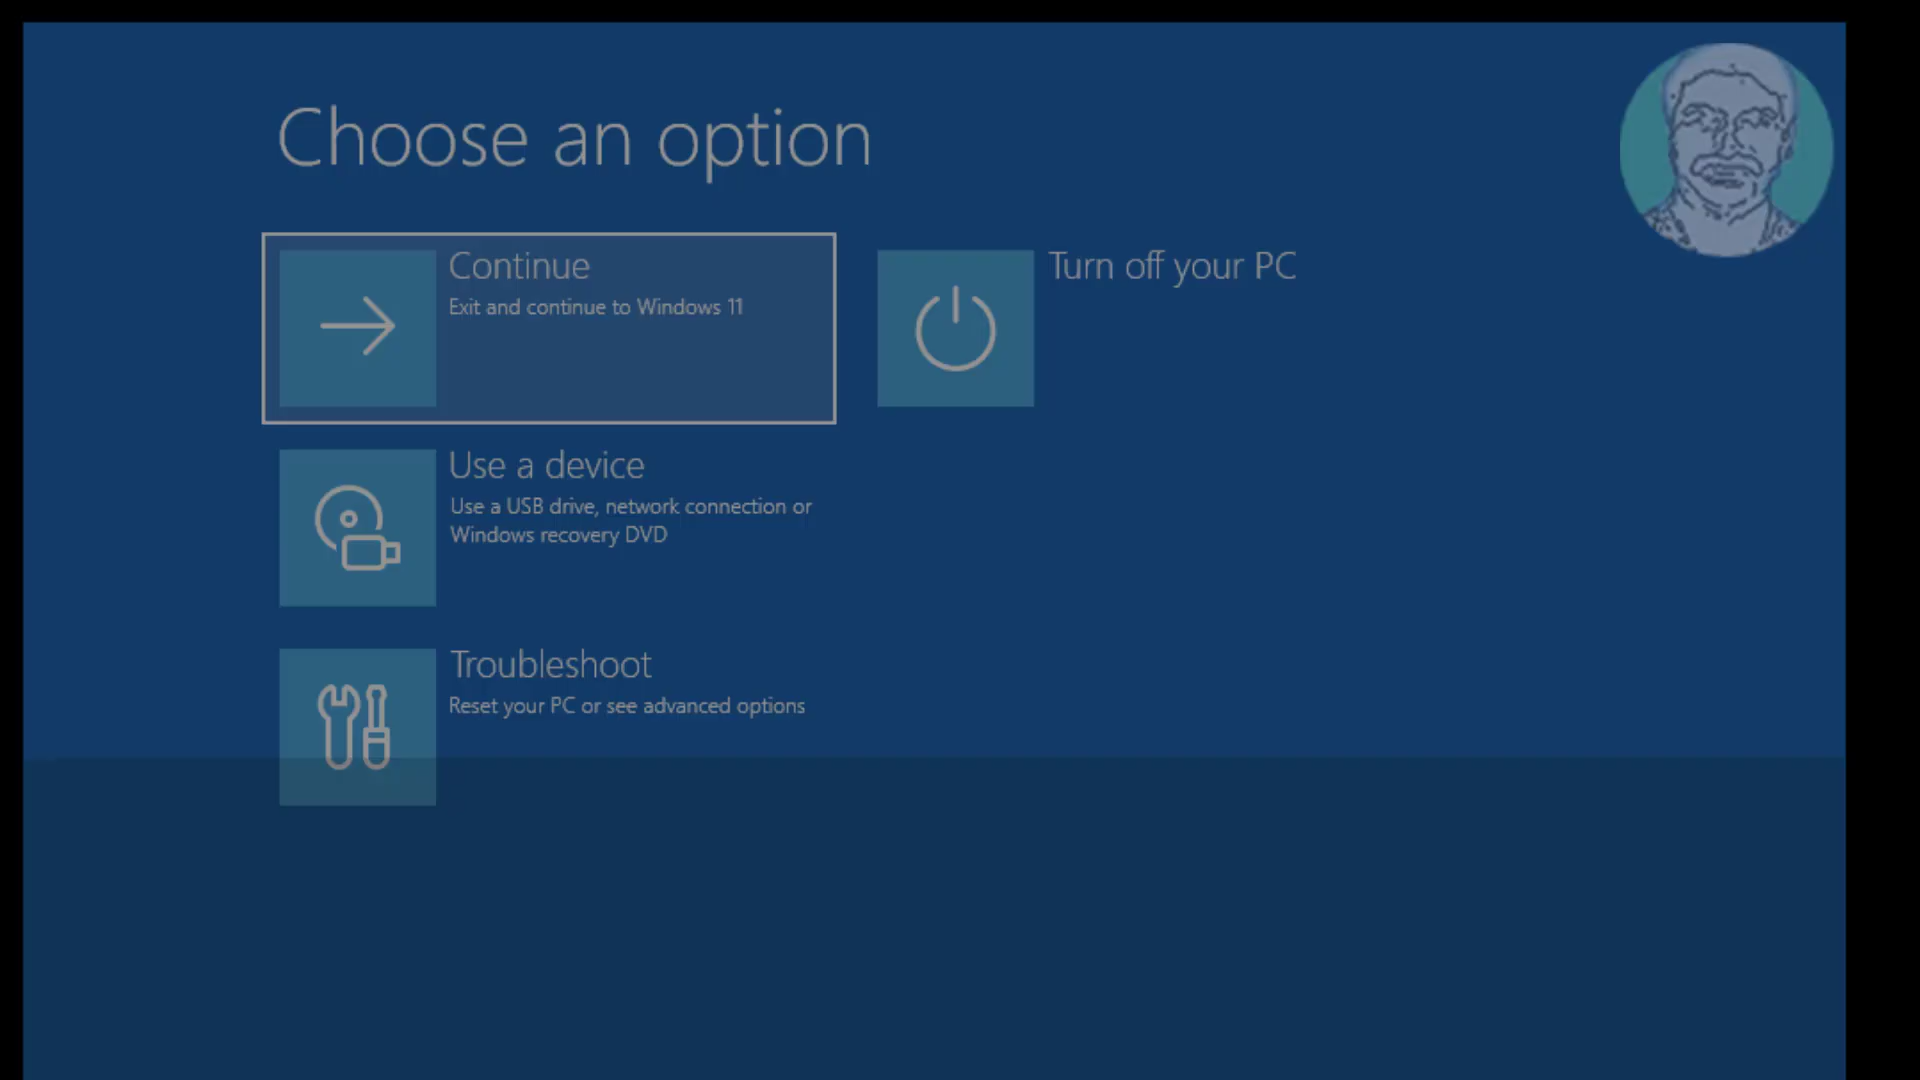 Choose an option
Continue
Exit and continue to Windows 11
Turn off your PC
Use a device
Use a USB drive, network connection or
Windows recovery DVD
Troubleshoot
Reset your PC or see advanced options